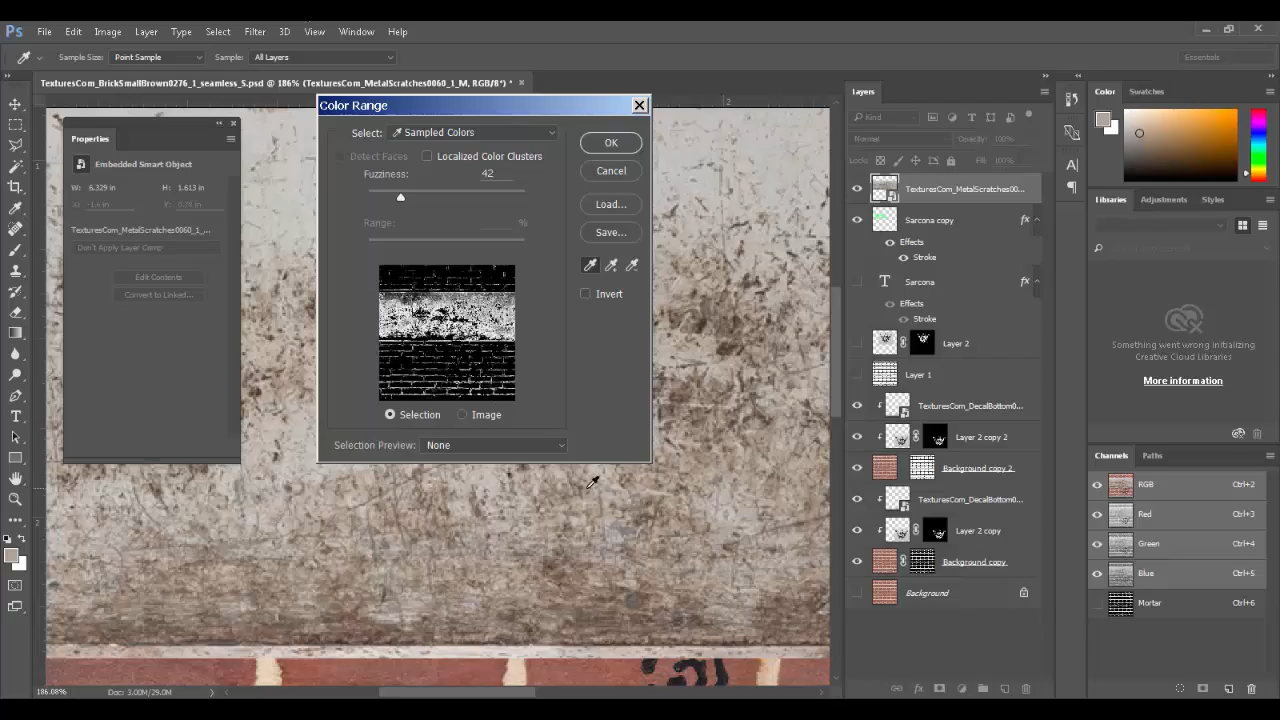 Ps File Edit Image Layer Type Select Filter 3D View Window Help
Sample Size: Point Sample Sample: All Layers Essentials
TexturesCom_BrickSmallBrown0276_1_seamless_S.psd @ 186% (TexturesCom_MetalScratches0060_1_M, RGB/8*) *
Properties
Embedded Smart Object
W: 6.329 in H: 1.613 in
TexturesCom_MetalScratches0060_1_...
Don't Apply Layer Comp
Edit Contents
Convert to Linked...
Color Range
Select: Sampled Colors
Detect Faces Localized Color Clusters
Fuzziness: 42
Range: %
OK
Cancel
Load...
Save...
Invert
Selection Image
Selection Preview: None
Layers
Kind
Normal Opacity: 100%
Locks: Fill: 100%
TexturesCom_MetalScratches00...
Sarcona copy fx
Effects
Stroke
T Sarcona fx
Effects
Stroke
Layer 2
Layer 1
TexturesCom_DecalBottom0...
Layer 2 copy 2
Background copy 2
TexturesCom_DecalBottom0...
Layer 2 copy
Background copy
Background
Color Swatches
Libraries Adjustments Styles
Something went wrong initializing
Creative Cloud Libraries
More information
Channels Paths
RGB Ctrl+2
Red Ctrl+3
Green Ctrl+4
Blue Ctrl+5
Mortar Ctrl+6
186.08% Doc: 3.00M/29.0M